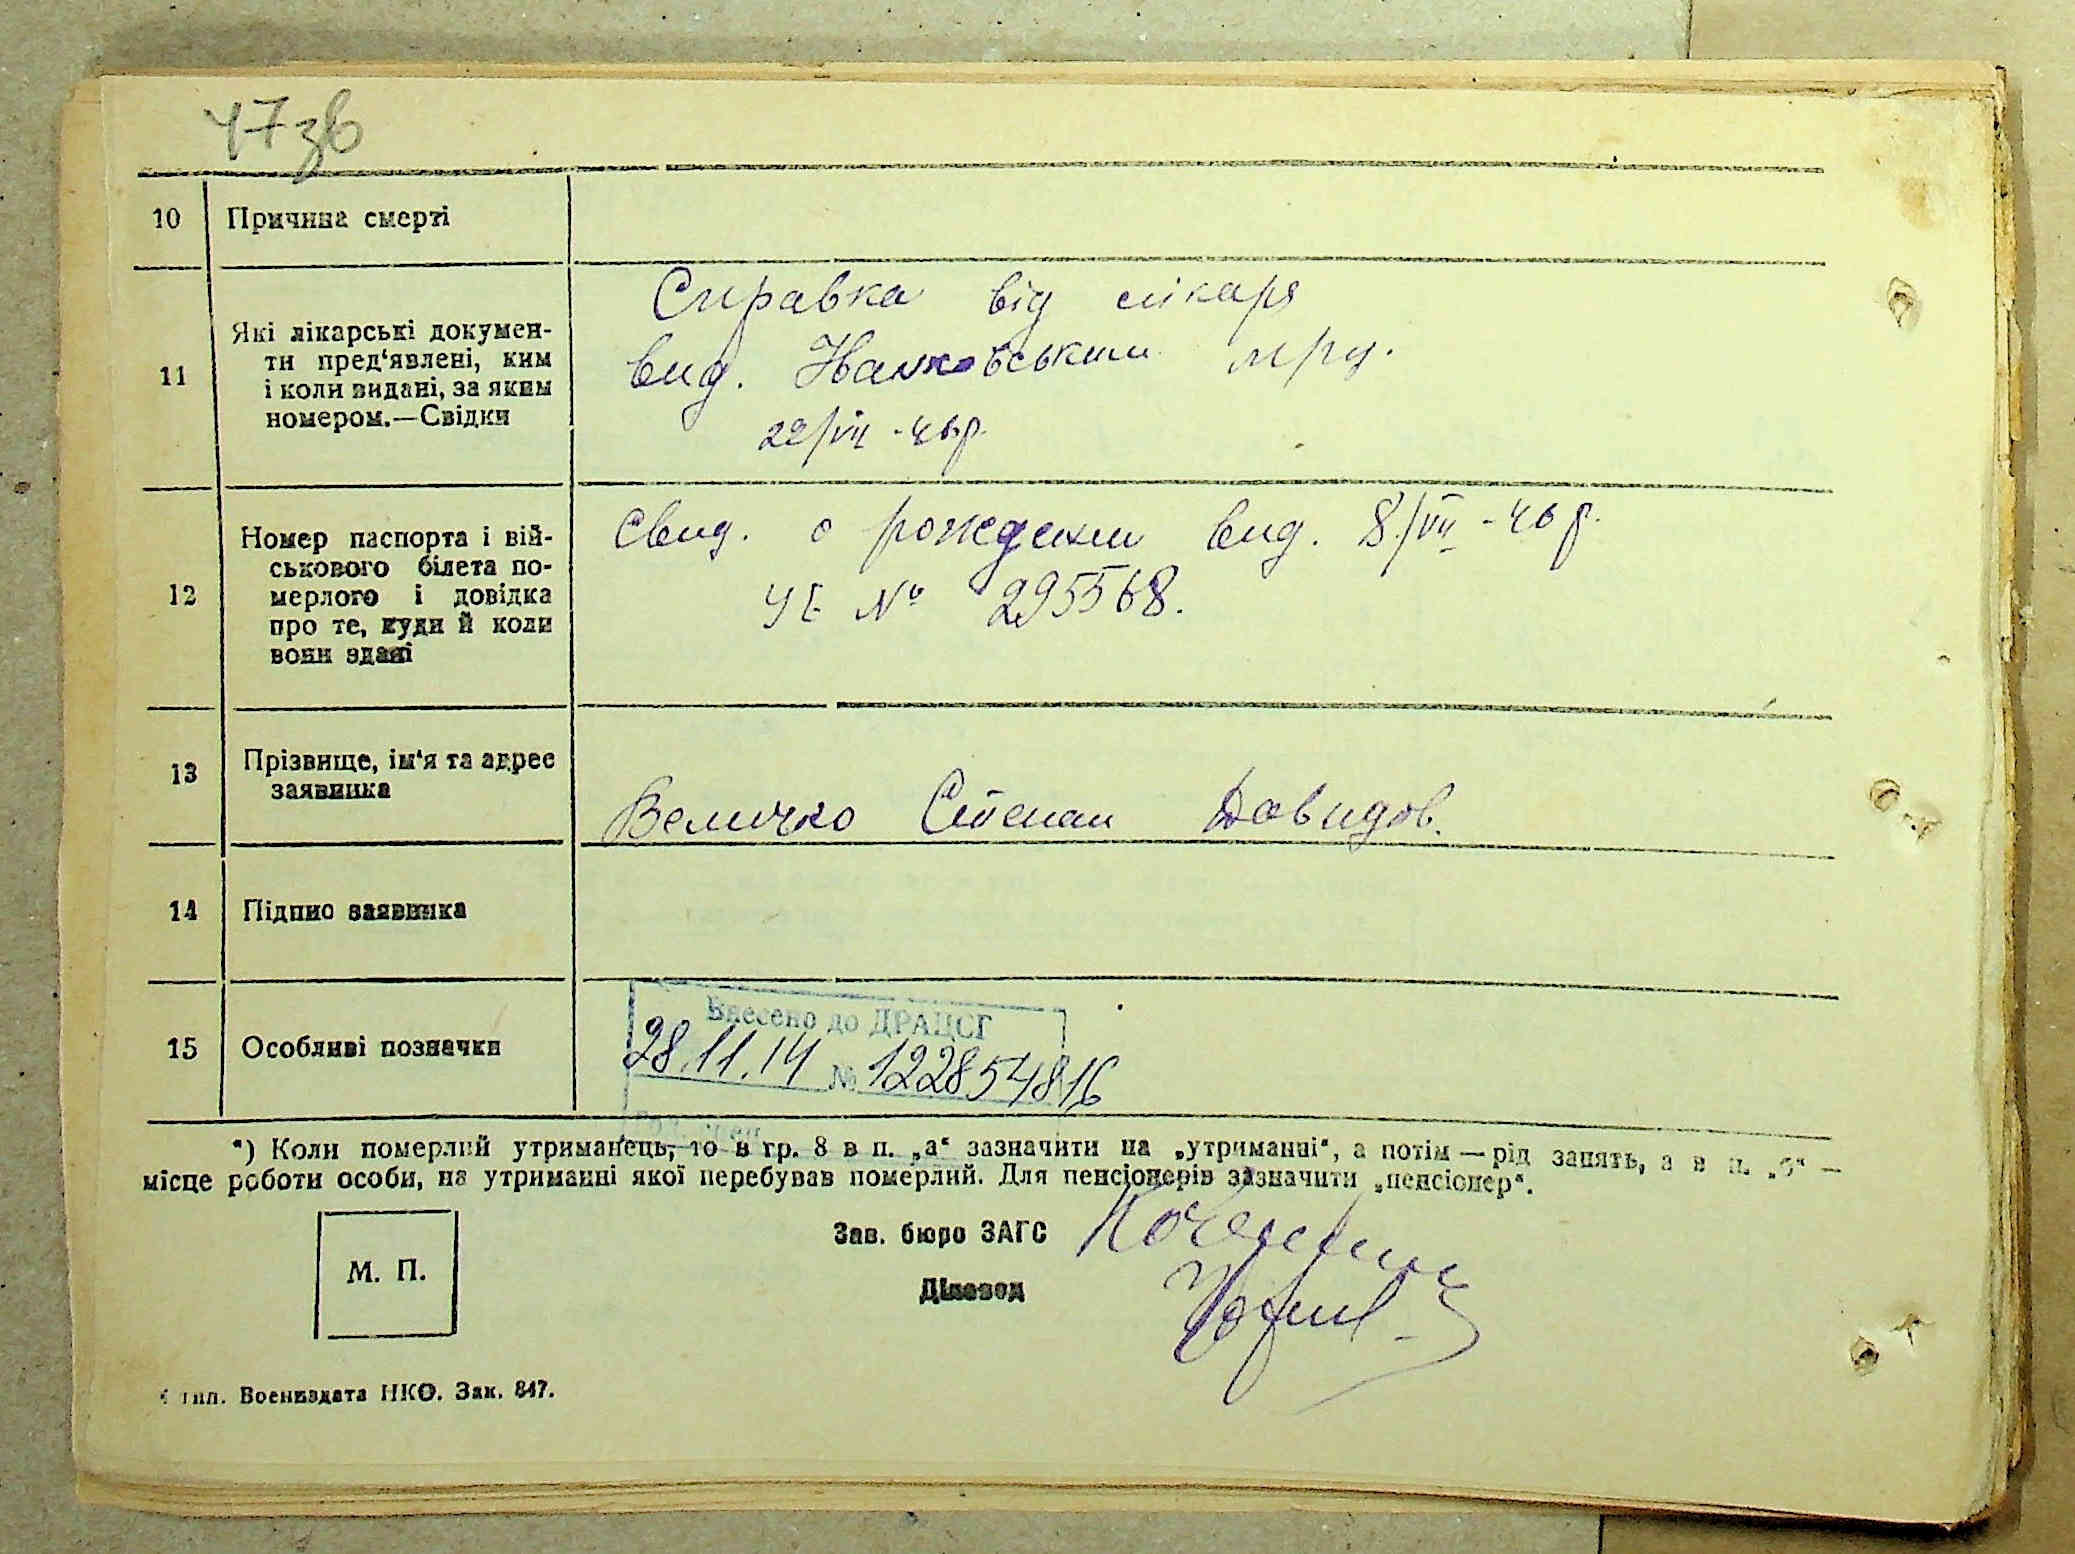 47зв
10 Причина смерті
11 Які лікарські докумен-
ти пред‘явлені, ким
і коли видані, за яким
номером.—Свідки
Справка від лікаря
вид.
22/VII -46р.
12 Номер паспорта і вій-
ськового білета по-
мерлого і довідка
про те, куди й коли
вони здані
Свид. о рождении вид. 8/VII -46 р.
№ 295568.
13 Прізвище, ім‘я та адрес
заявника
Величко Степан Давидов.
14 Підпис заявника
15 Особливі позначки
Внесено до ДРАЦСГ
28.11.14 № 122854816
*) Коли померлий утриманець, то в гр. 8 в п. „а“ зазначити на „утриманні“, а потім — рід занять, а в п. „б“ —
місце роботи особи, на утриманні якої перебував померлий. Для пенсіонерів зазначити „пенсіонер“.
М. П.
Зав. бюро ЗАГС
Діловод
тип. Воениздата НКО. Зак. 847.